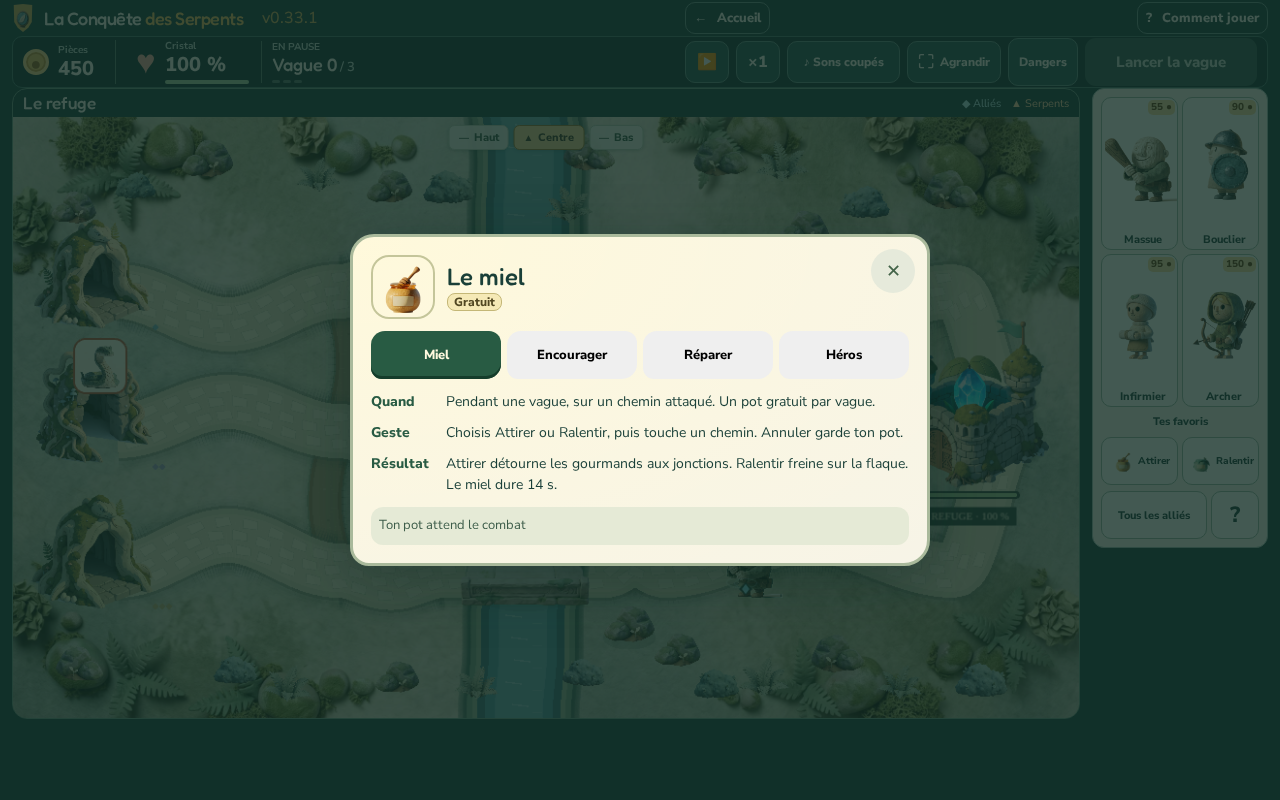 La Conquête des Serpents v0.33.1
← Accueil
? Comment jouer
Pièces
450
Cristal
100 %
EN PAUSE
Vague 0 / 3
×1
♪ Sons coupés
Agrandir
Dangers
Lancer la vague
Le refuge
◆ Alliés ▲ Serpents
— Haut
▲ Centre
— Bas
55 ●
90 ●
Massue
Bouclier
95 ●
150 ●
Infirmier
Archer
Tes favoris
Attirer
Ralentir
Tous les alliés
?
REFUGE · 100 %
Le miel
Gratuit
✕
Miel
Encourager
Réparer
Héros
Quand Pendant une vague, sur un chemin attaqué. Un pot gratuit par vague.
Geste Choisis Attirer ou Ralentir, puis touche un chemin. Annuler garde ton pot.
Résultat Attirer détourne les gourmands aux jonctions. Ralentir freine sur la flaque.
Le miel dure 14 s.
Ton pot attend le combat